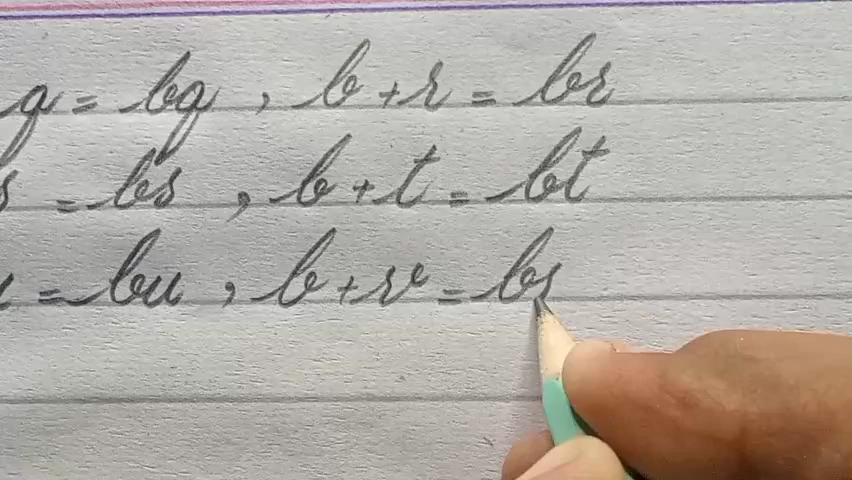 q = bq , b + r = br
s = bs , b + t = bt
u = bu , b + v = b